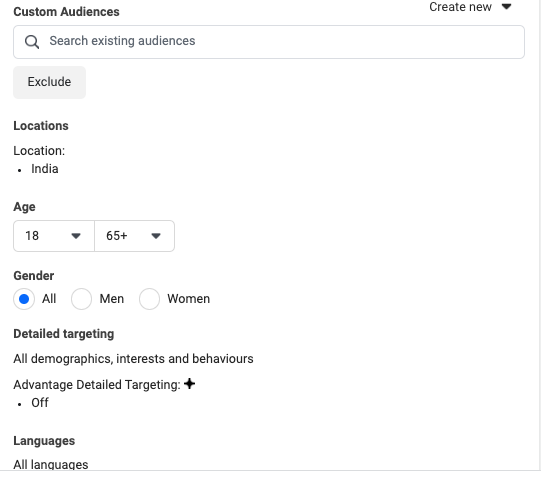 Custom Audiences
Create new
Search existing audiences
Exclude
Locations
Location:
• India
Age
18 65+
Gender
All Men Women
Detailed targeting
All demographics, interests and behaviours
Advantage Detailed Targeting:
• Off
Languages
All languages